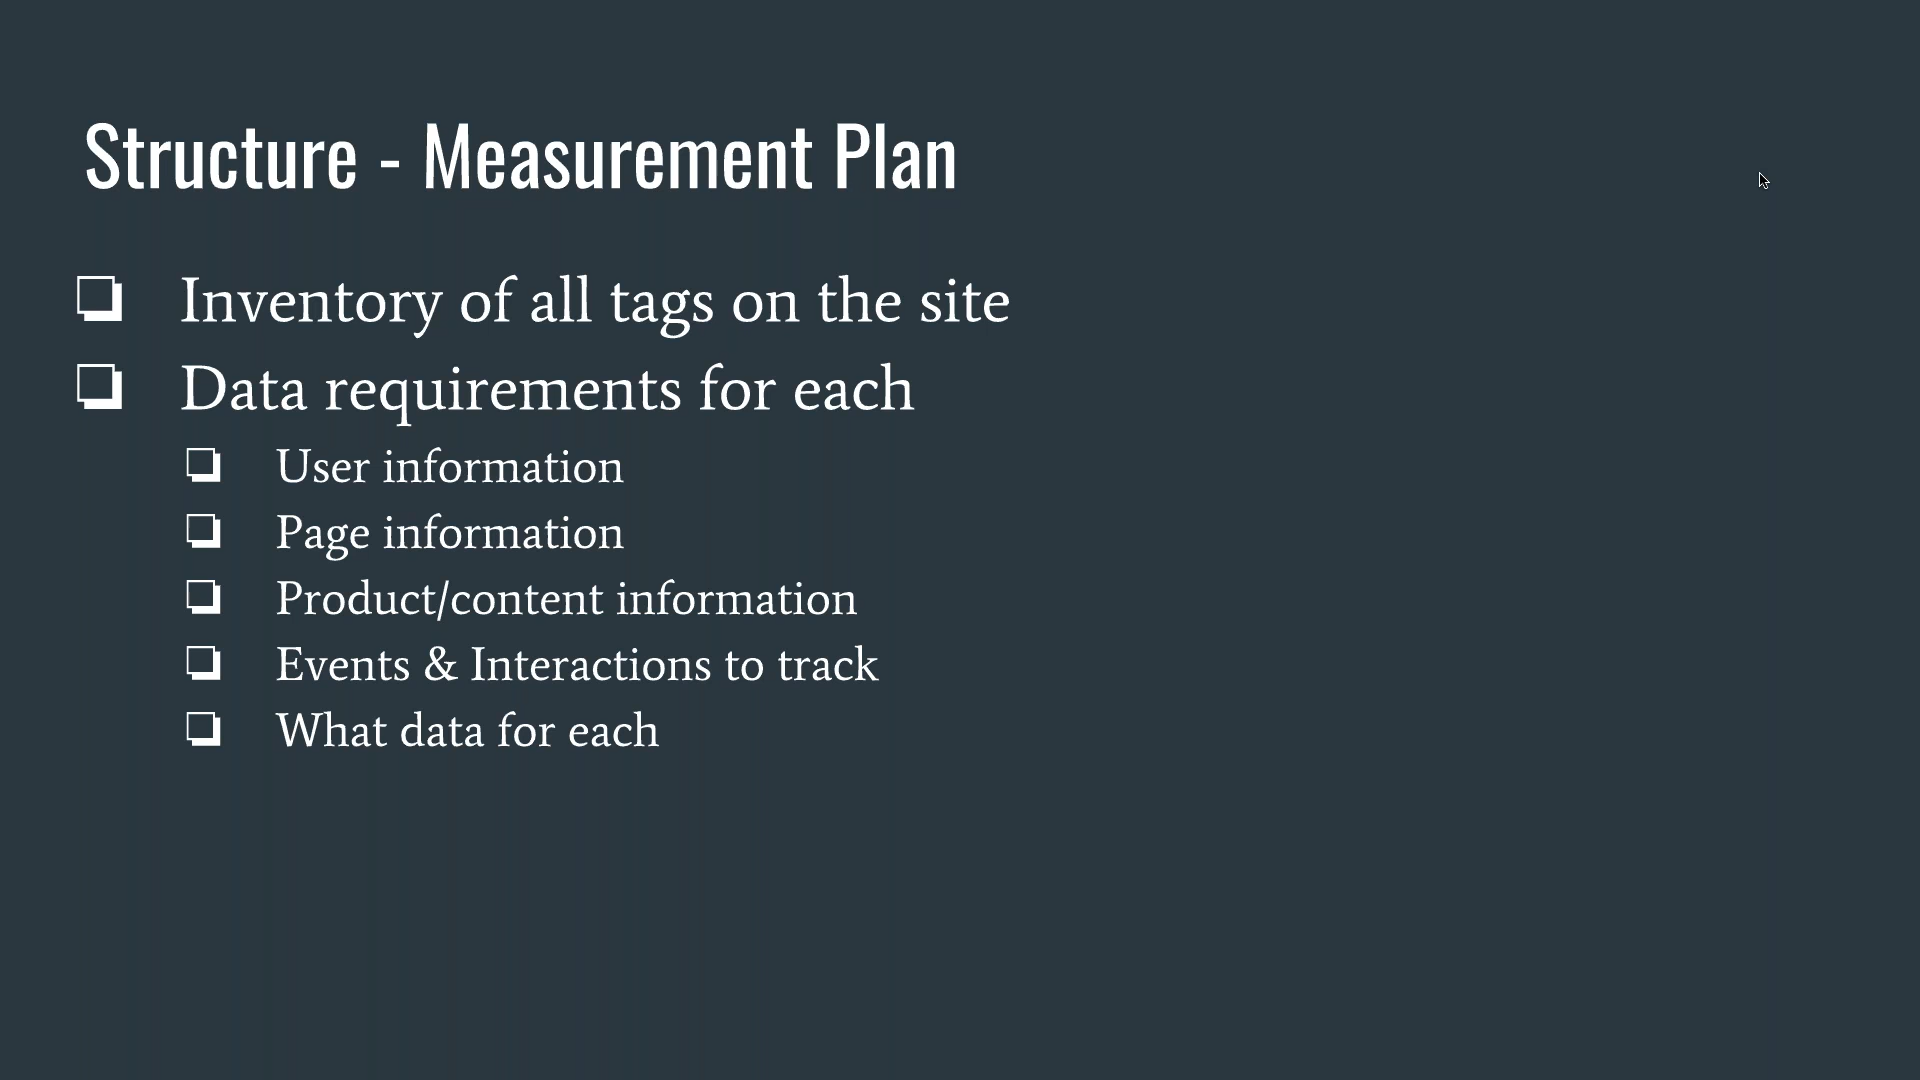 Structure - Measurement Plan
Inventory of all tags on the site
Data requirements for each
User information
Page information
Product/content information
Events & Interactions to track
What data for each